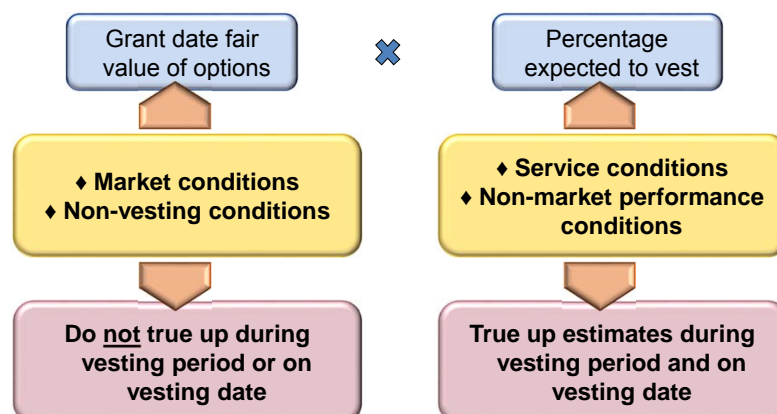 Grant date fair
value of options
Percentage
expected to vest
♦ Market conditions
♦ Non-vesting conditions
♦ Service conditions
♦ Non-market performance
conditions
Do not true up during
vesting period or on
vesting date
True up estimates during
vesting period and on
vesting date